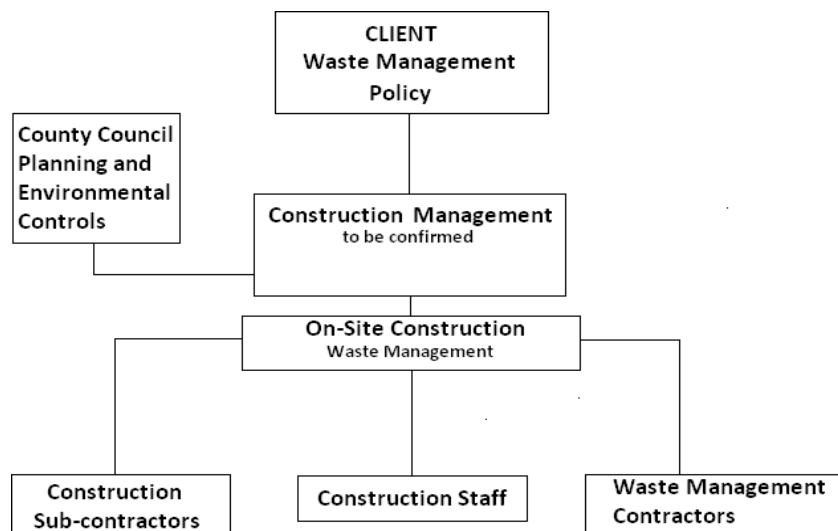 CLIENT
Waste Management
Policy
County Council
Planning and
Environmental
Controls
Construction Management
to be confirmed
On-Site Construction
Waste Management
Construction
Sub-contractors
Construction Staff
Waste Management
Contractors